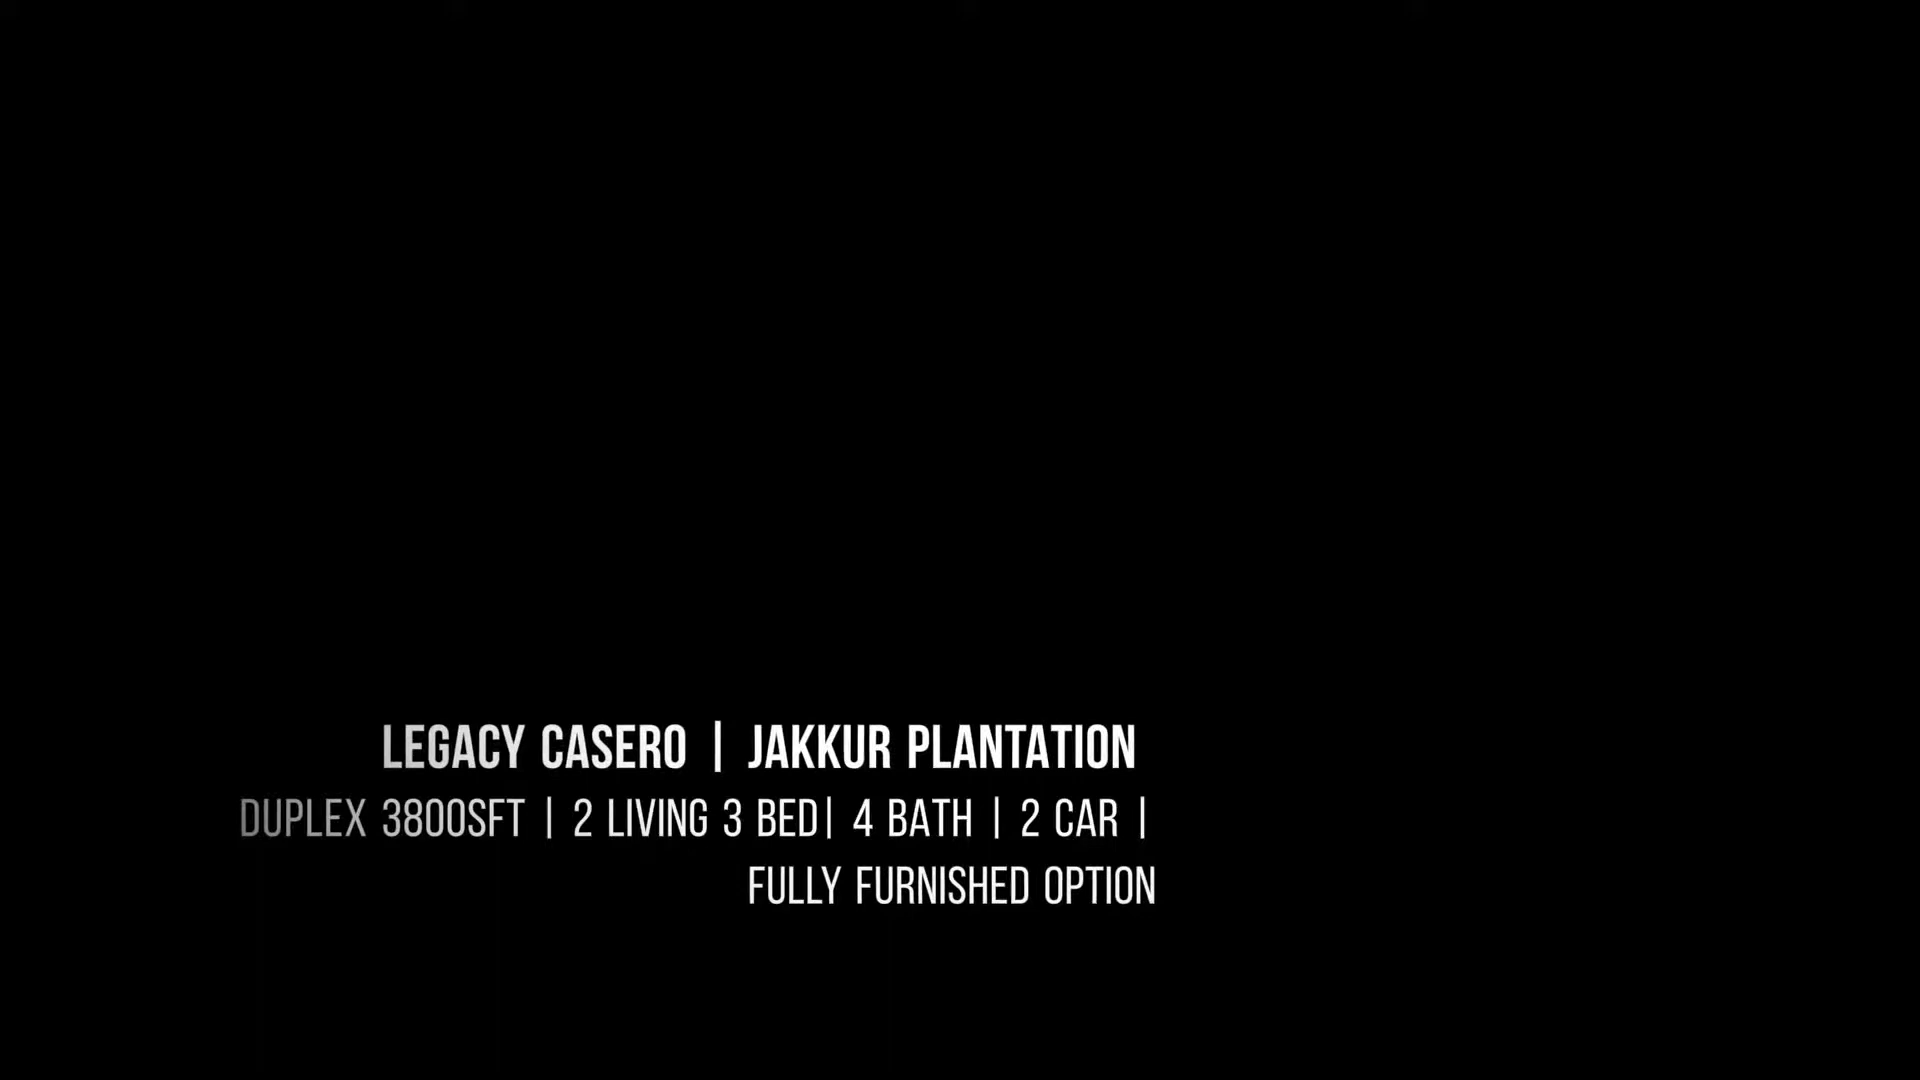 LEGACY CASERO | JAKKUR PLANTATION
DUPLEX 3800SFT | 2 LIVING 3 BED| 4 BATH | 2 CAR |
FULLY FURNISHED OPTION